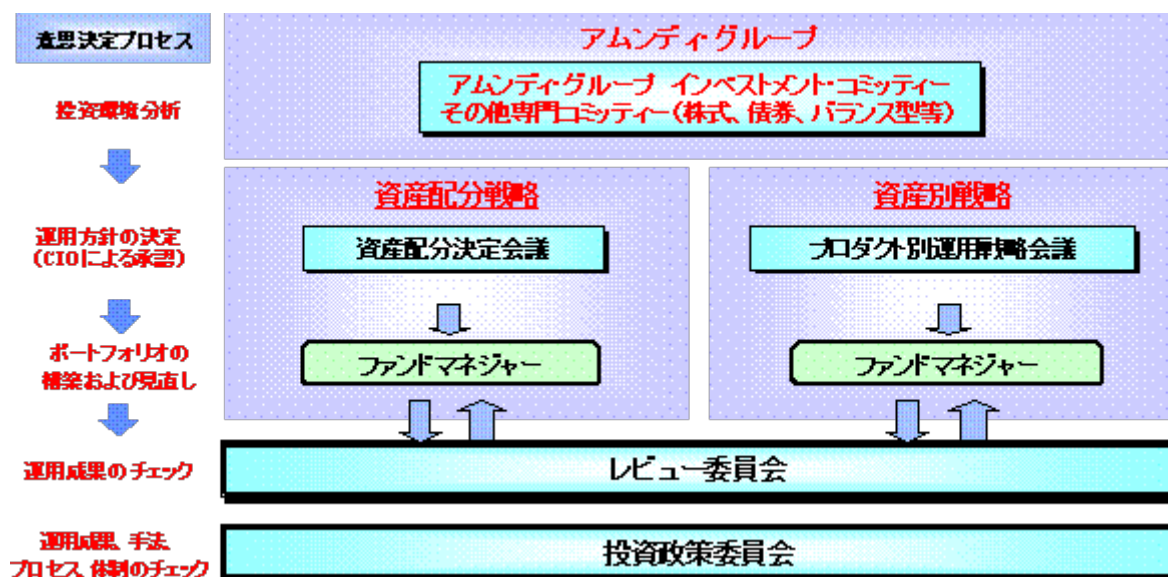 意思決定プロセス
アムンディ・グループ
アムンディ・グループ インベストメント・コミッティー
その他専門コミッティー(株式、債券、バランス型等)
投資環境分析
資産配分戦略
資産別戦略
運用方針の決定
(CIOによる承認)
資産配分決定会議
プロダクト別運用戦略会議
ポートフォリオの
構築および見直し
ファンドマネジャー
ファンドマネジャー
運用成果のチェック
レビュー委員会
運用成果、手法、
プロセス、体制のチェック
投資政策委員会